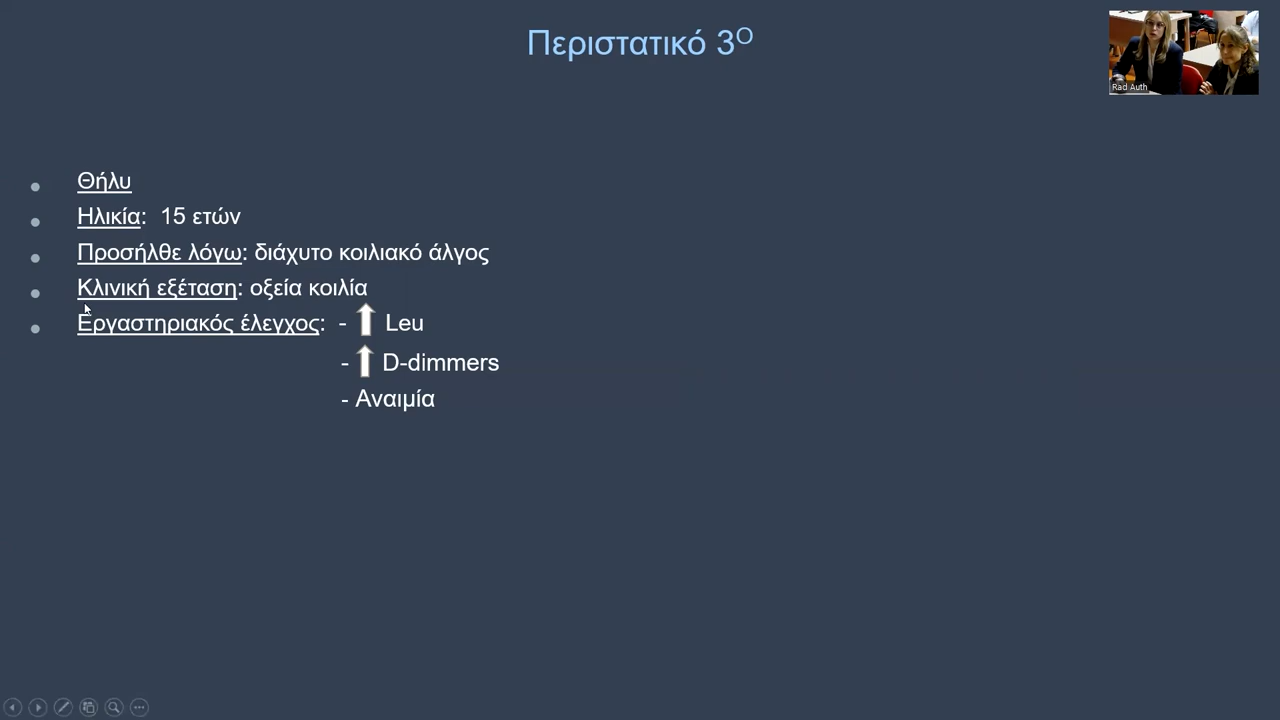 Περιστατικό 3Ο
Rad Auth
Θήλυ
Ηλικία: 15 ετών
Προσήλθε λόγω: διάχυτο κοιλιακό άλγος
Κλινική εξέταση: οξεία κοιλία
Εργαστηριακός έλεγχος: - Leu
- D-dimmers
- Αναιμία